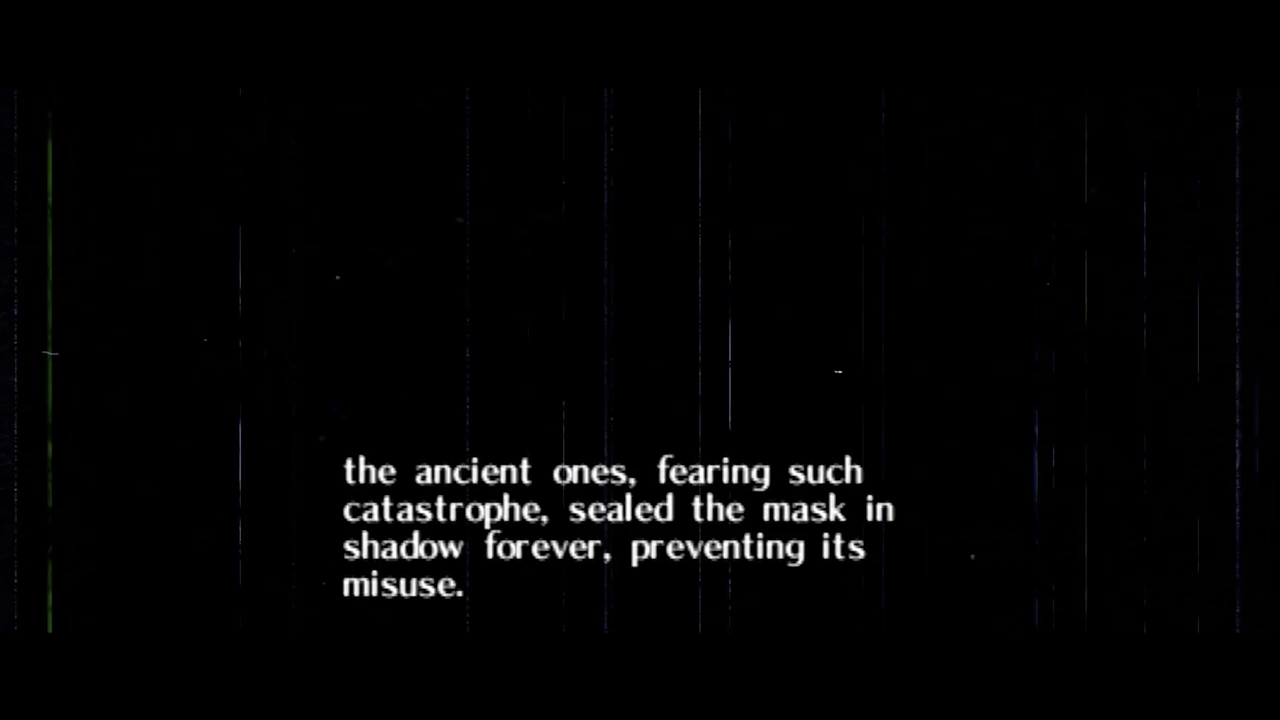 the ancient ones, fearing such
catastrophe, sealed the mask in
shadow forever, preventing its
misuse.